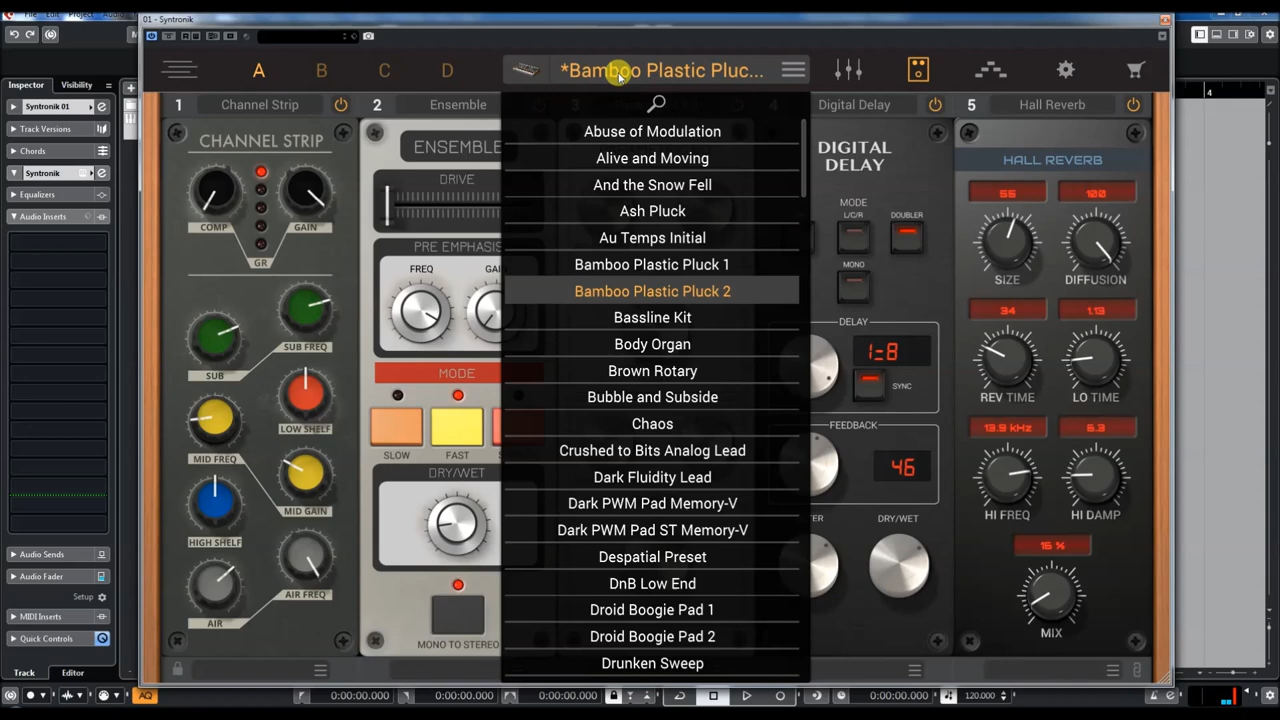 File
Edit
Project
Audio
01 - Syntronik
Inspector
Visibility
Syntronik 01
Track Versions
Chords
Syntronik
Equalizers
Audio Inserts
Audio Sends
Audio Fader
Setup
MIDI Inserts
Quick Controls
Track
Editor
A
B
C
D
*Bamboo Plastic Pluc...
4
1
Channel Strip
2
Ensemble
3
4
Digital Delay
5
Hall Reverb
CHANNEL STRIP
COMP
GAIN
GR
SUB FREQ
SUB
LOW SHELF
MID FREQ
MID GAIN
HIGH SHELF
AIR FREQ
AIR
ENSEMBLE
DRIVE
PRE EMPHASIS
FREQ
MODE
SLOW
FAST
DRY/WET
MONO TO STEREO
Abuse of Modulation
Alive and Moving
And the Snow Fell
Ash Pluck
Au Temps Initial
Bamboo Plastic Pluck 1
Bamboo Plastic Pluck 2
Bassline Kit
Body Organ
Brown Rotary
Bubble and Subside
Chaos
Crushed to Bits Analog Lead
Dark Fluidity Lead
Dark PWM Pad Memory-V
Dark PWM Pad ST Memory-V
Despatial Preset
DnB Low End
Droid Boogie Pad 1
Droid Boogie Pad 2
Drunken Sweep
DIGITAL
DELAY
MODE
L/C/R
DOUBLER
MONO
DELAY
1=8
SYNC
FEEDBACK
46
DRY/WET
HALL REVERB
55
100
SIZE
DIFFUSION
34
1.13
REV TIME
LO TIME
13.9 kHz
6.3
HI FREQ
HI DAMP
16 %
MIX
AQ
0:00:00.000
0:00:00.000
0:00:00.000
0:00:00.000
120.000